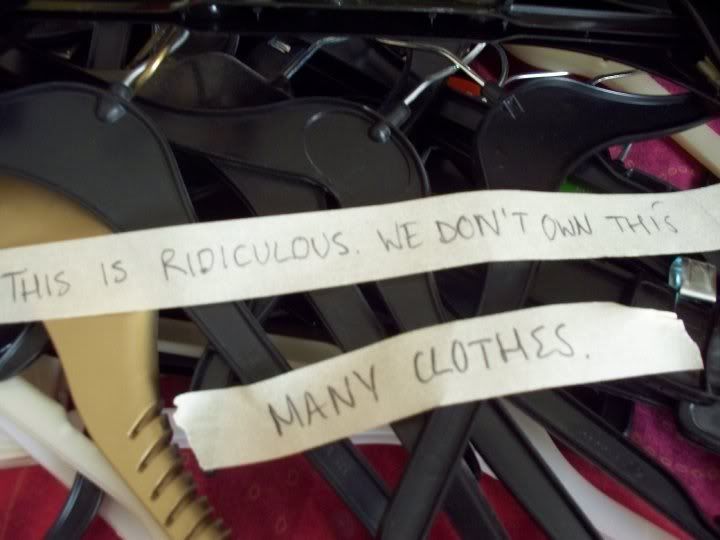 THIS IS RIDICULOUS. WE DON'T OWN THIS
MANY CLOTHES.